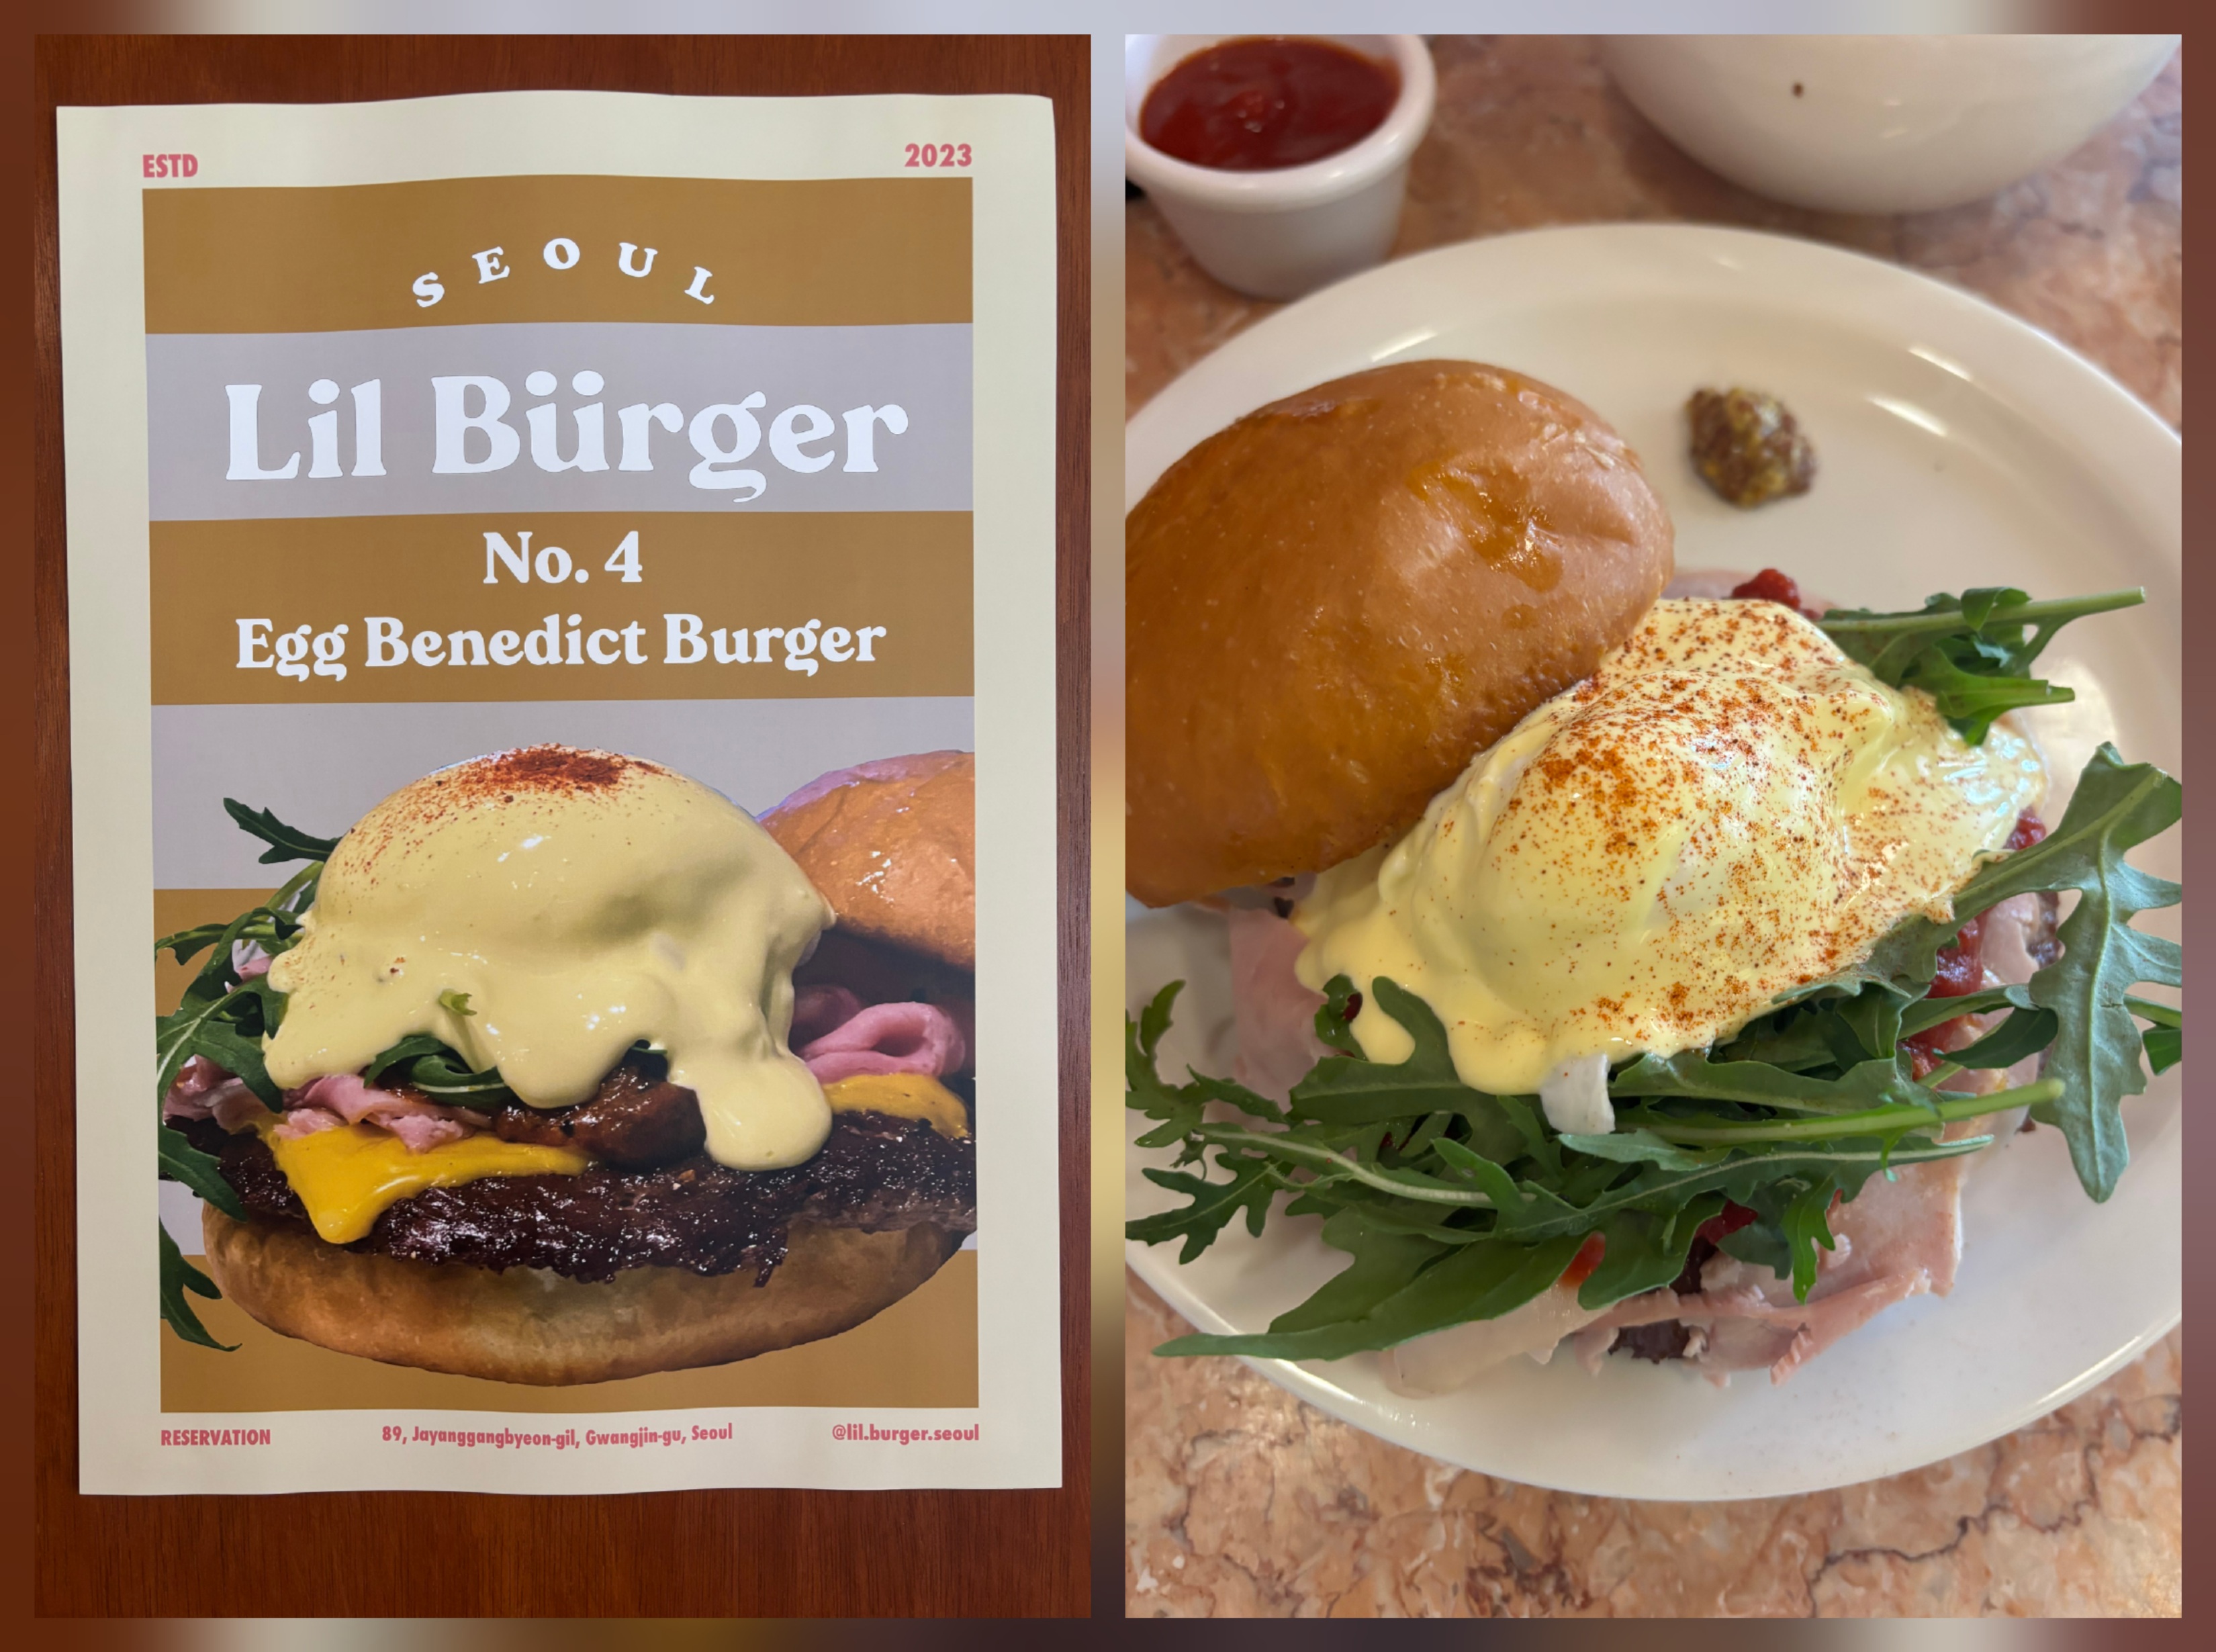 ESTD
2023
SEOUL
Lil Bürger
No. 4
Egg Benedict Burger
RESERVATION
89, Jayanggangbyeon-gil, Gwangjin-gu, Seoul
@lil.burger.seoul